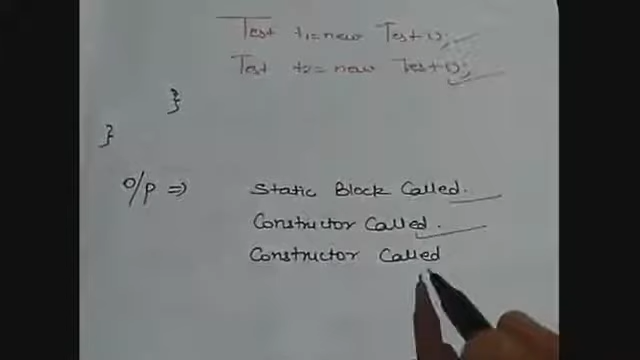 Test t1=new Test();
Test t2=new Test();
}
}
O/P => Static Block Called.
Constructor Called.
Constructor Called